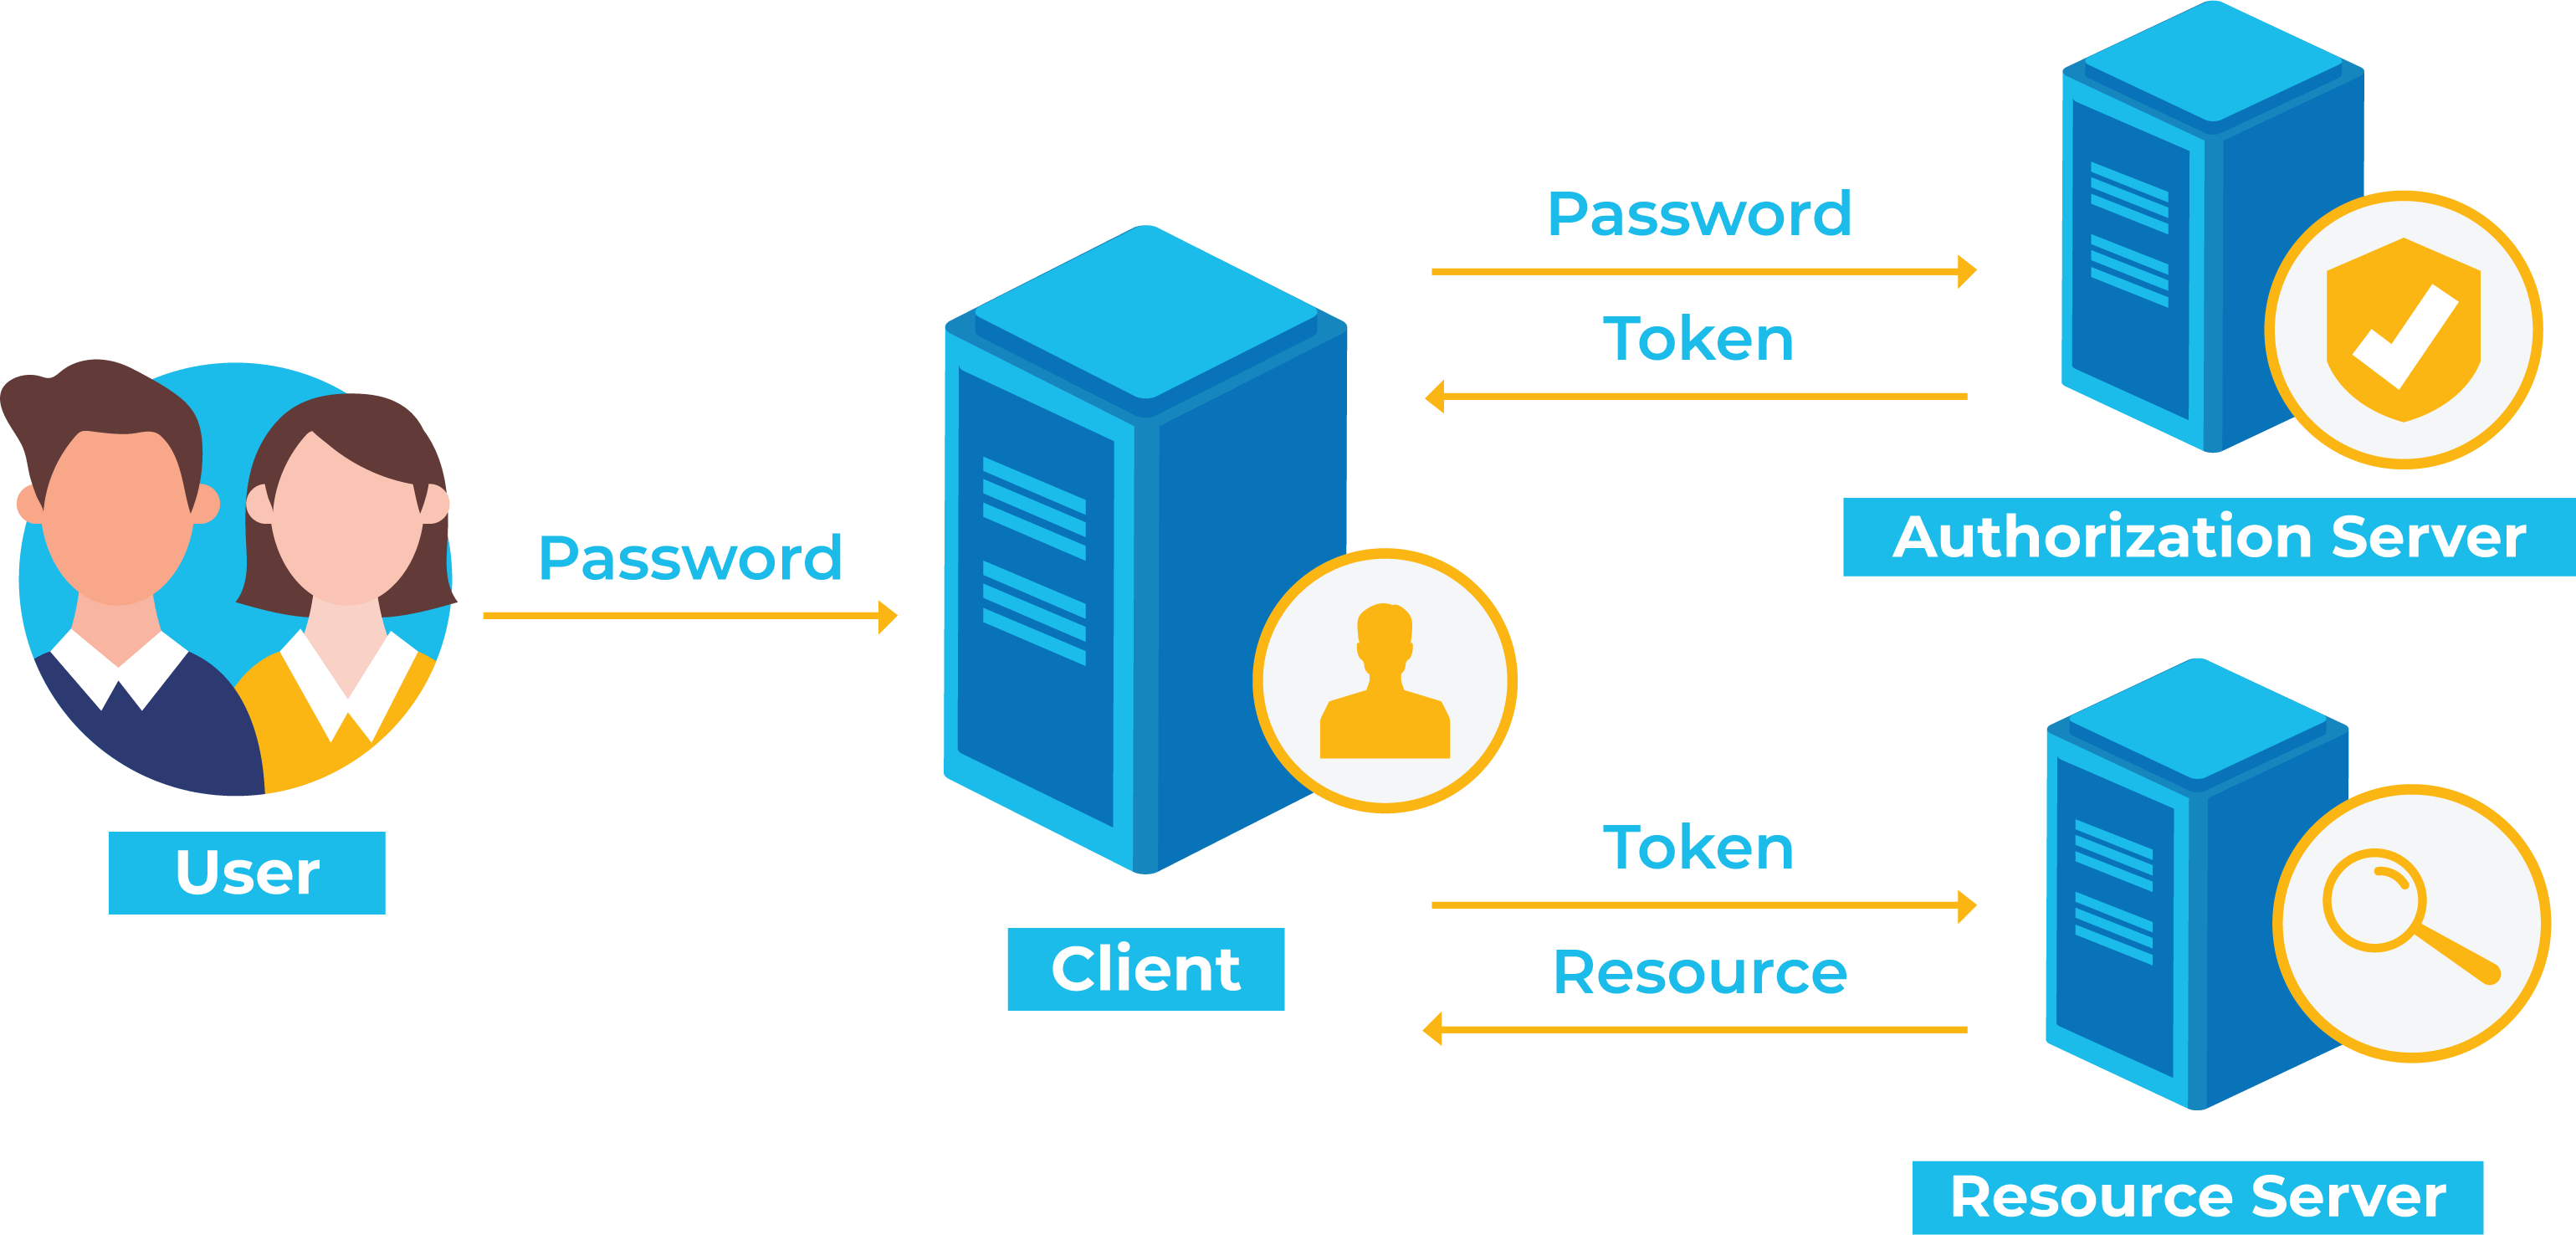 Password
Token
Authorization Server
Password
User
Client
Token
Resource
Resource Server